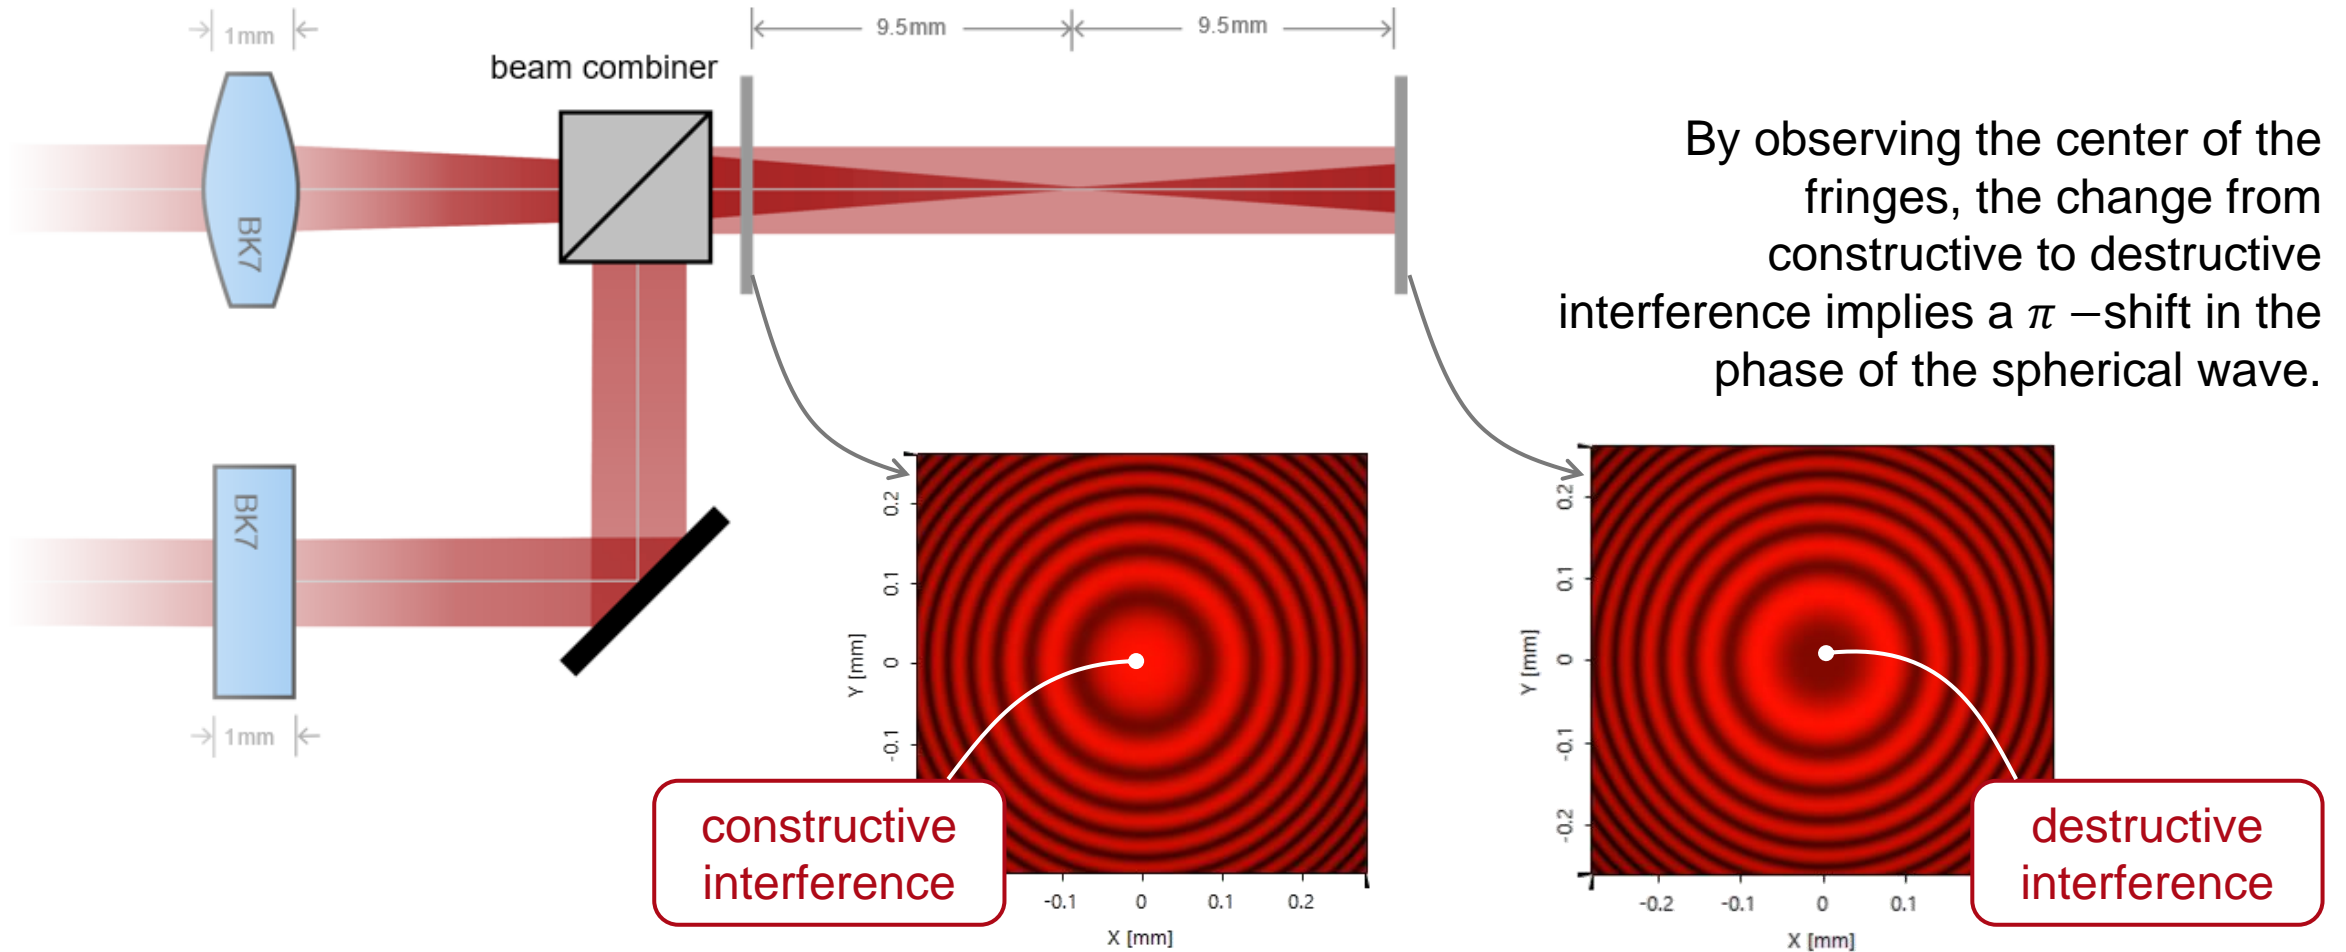 1mm
9.5mm
9.5mm
beam combiner
BK7
By observing the center of the
fringes, the change from
constructive to destructive
interference implies a π −shift in the
phase of the spherical wave.
BK7
1mm
0.2
0.1
0
-0.1
Y [mm]
-0.1
0
0.1
0.2
X [mm]
constructive
interference
0.2
0.1
0
-0.1
-0.2
Y [mm]
-0.2
-0.1
0
0.1
X [mm]
destructive
interference